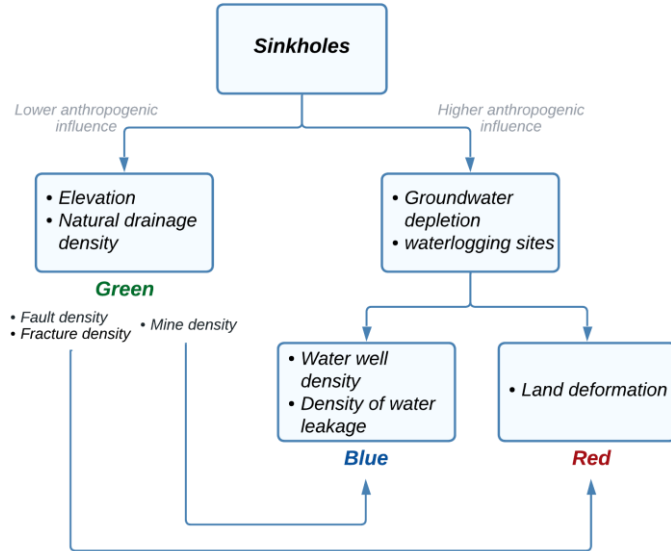 Sinkholes
Lower anthropogenic
influence
Higher anthropogenic
influence
• Elevation
• Natural drainage
density
• Groundwater
depletion
• waterlogging sites
Green
• Fault density
• Fracture density
• Mine density
• Water well
density
• Density of water
leakage
• Land deformation
Blue
Red